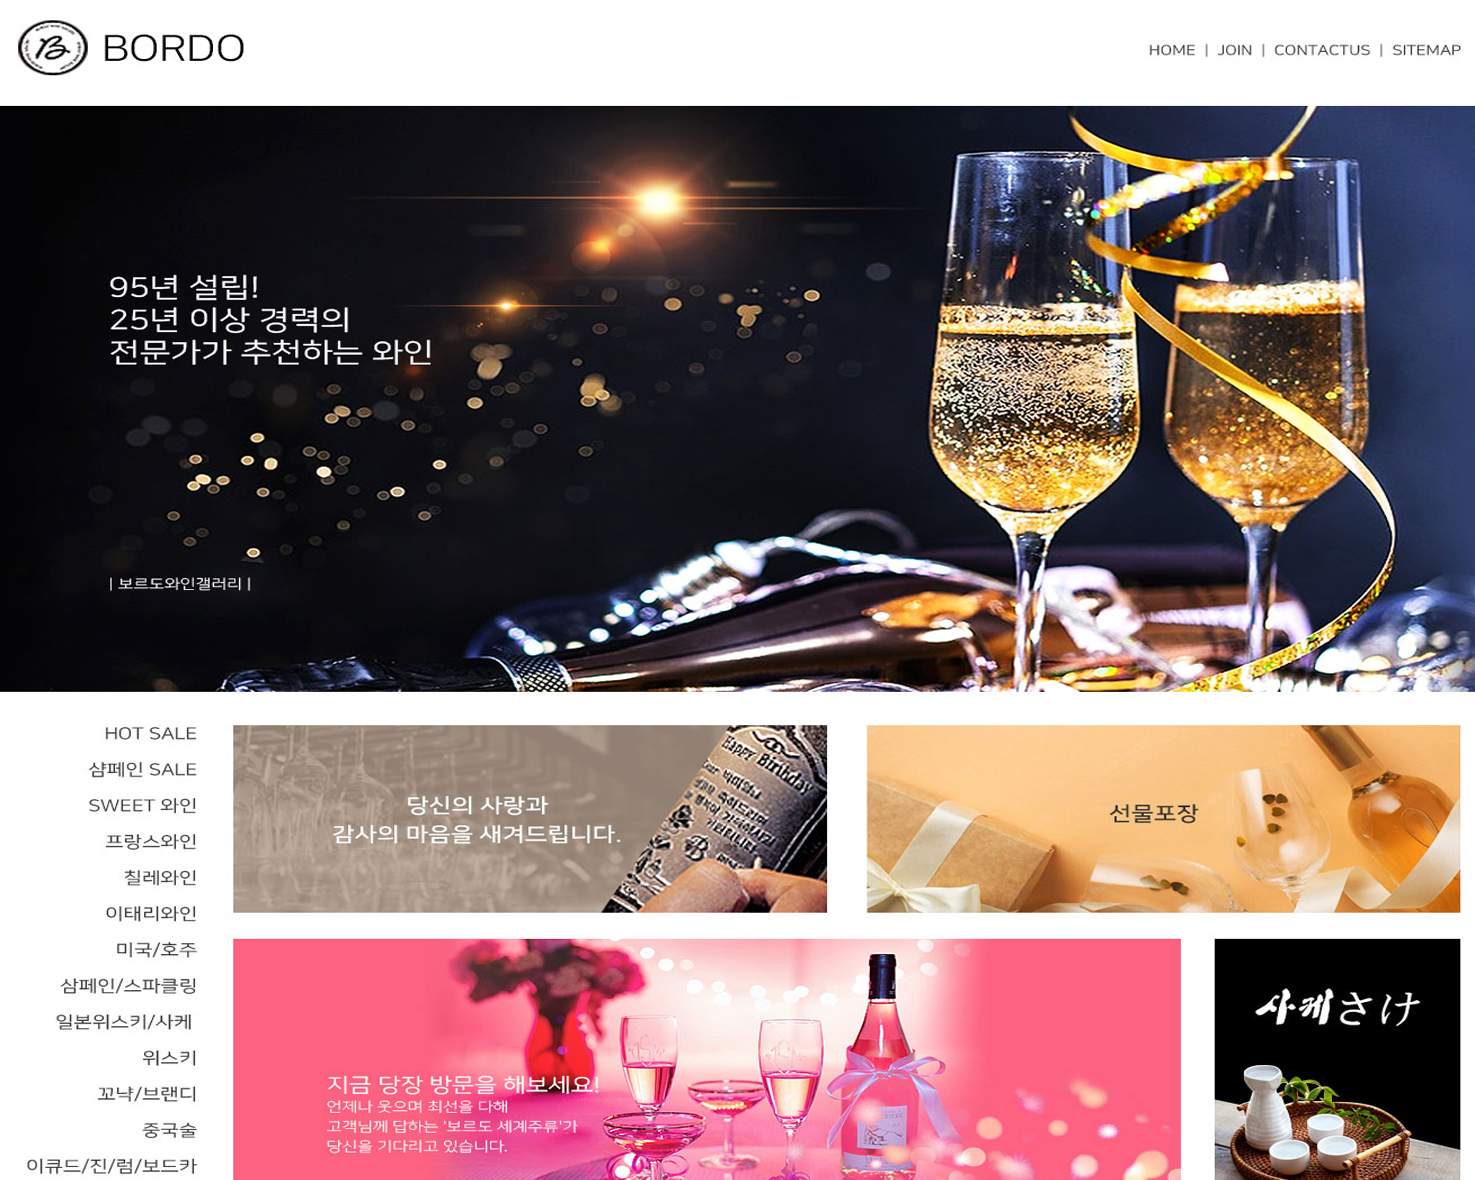 BORDO
HOME | JOIN | CONTACTUS | SITEMAP
95년 설립!
25년 이상 경력의
전문가가 추천하는 와인
| 보르도와인갤러리 |
HOT SALE
샴페인 SALE
SWEET 와인
프랑스와인
칠레와인
이태리와인
미국/호주
삼페인/스파클링
일본위스키/사케
위스키
꼬냑/브랜디
중국술
이큐드/진/럼/보드카
당신의 사랑과
감사의 마음을 새겨드립니다.
Happy Birthday
선물포장
지금 당장 방문을 해보세요!
언제나 웃으며 최선을 다해
고객님께 답하는 '보르도 세계주류'가
당신을 기다리고 있습니다.
사케さけ